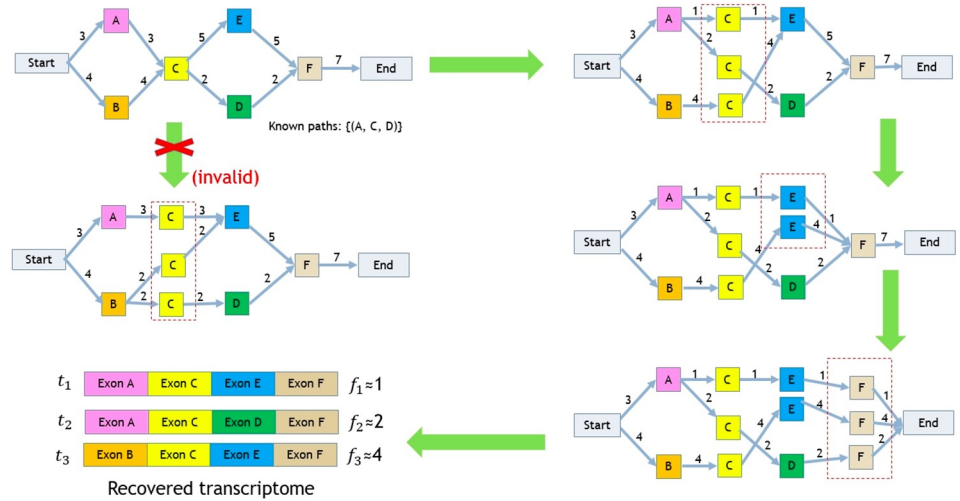 A
E
3
3
5
5
Start
C
F
7
End
4
4
2
2
B
D
Known paths: {(A, C, D)}
A
1
C
1
E
3
2
4
5
Start
C
F
7
End
4
2
2
B
4
C
D
(invalid)
A
3
C
3
E
3
2
5
Start
C
F
7
End
4
2
2
B
2
C
2
D
A
1
C
1
E
3
2
E
4
1
Start
C
4
F
7
End
4
2
2
B
4
C
D
t1 Exon A Exon C Exon E Exon F f1≈1
t2 Exon A Exon C Exon D Exon F f2≈2
t3 Exon B Exon C Exon E Exon F f3≈4
Recovered transcriptome
A
1
C
1
E
1
F
3
2
E
4
1
Start
C
4
F
4
End
4
2
2
B
4
C
D
2
F